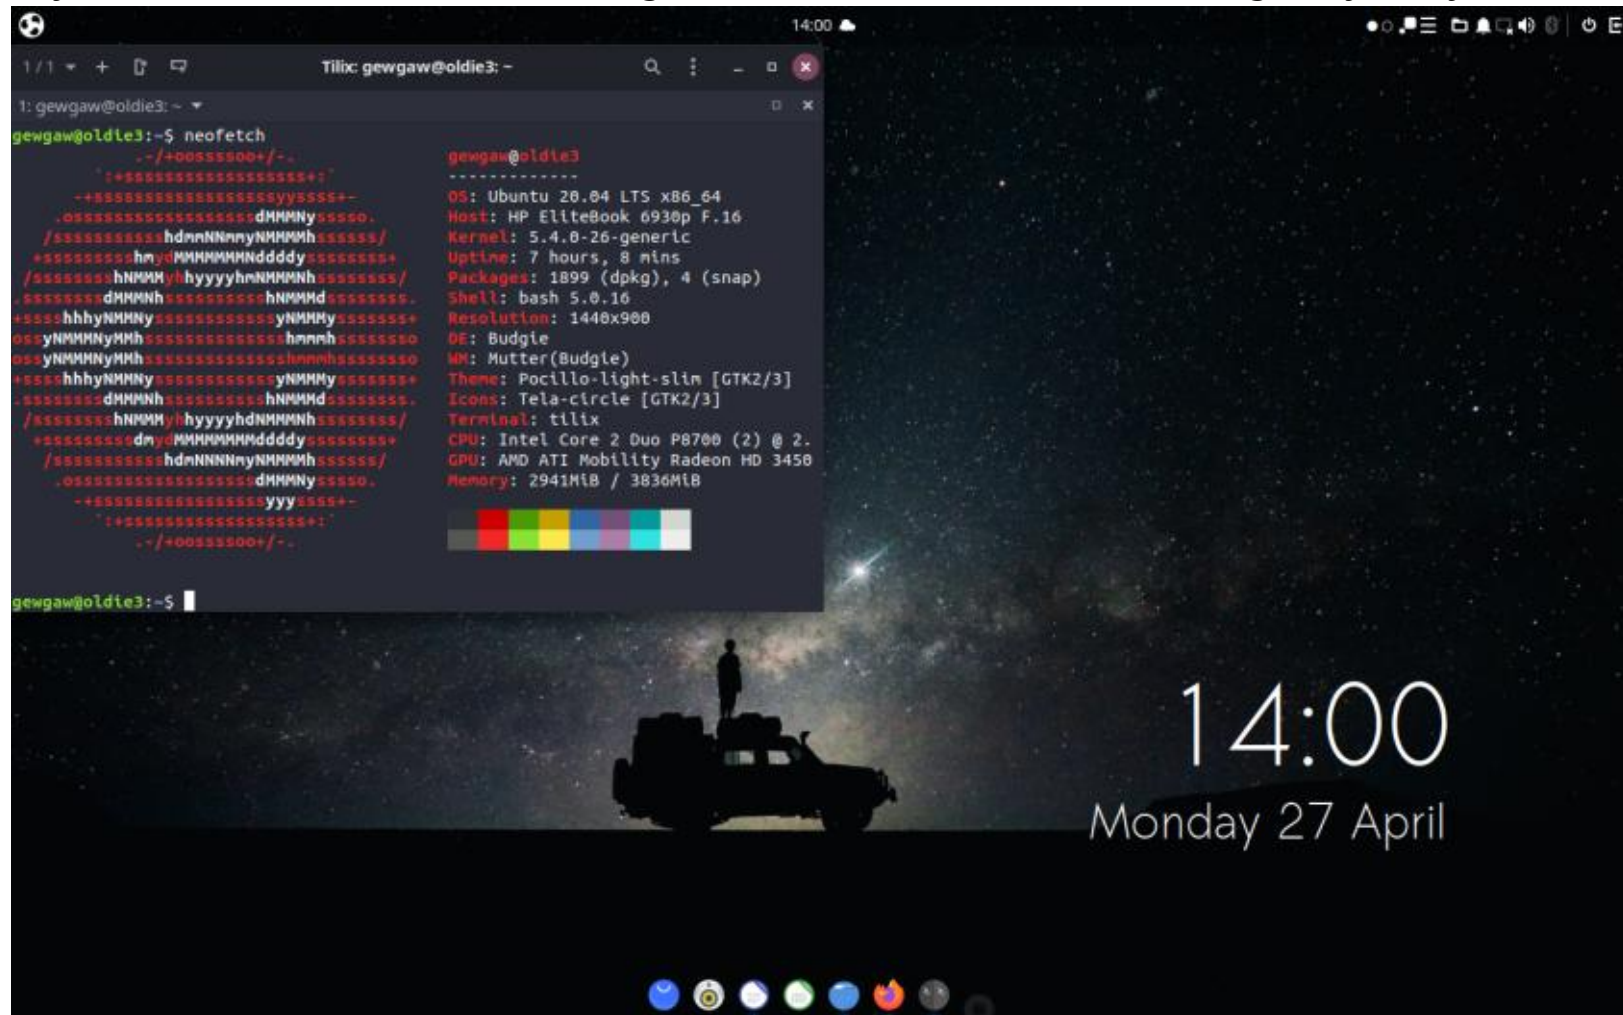 14:00
1/1
Tilix: gewgaw@oldie3: ~
1: gewgaw@oldie3: ~
gewgaw@oldie3:~$ neofetch
.-/+oossssoo+/-.
gewgaw@oldie3
-------------
OS: Ubuntu 20.04 LTS x86_64
Host: HP EliteBook 6930p F.16
Kernel: 5.4.0-26-generic
Uptime: 7 hours, 8 mins
Packages: 1899 (dpkg), 4 (snap)
Shell: bash 5.0.16
Resolution: 1440x900
DE: Budgie
WM: Mutter(Budgie)
Theme: Pocillo-light-slim [GTK2/3]
Icons: Tela-circle [GTK2/3]
Terminal: tilix
CPU: Intel Core 2 Duo P8700 (2) @ 2.
GPU: AMD ATI Mobility Radeon HD 3450
Memory: 2941MiB / 3836MiB
gewgaw@oldie3:~$
14:00
Monday 27 April